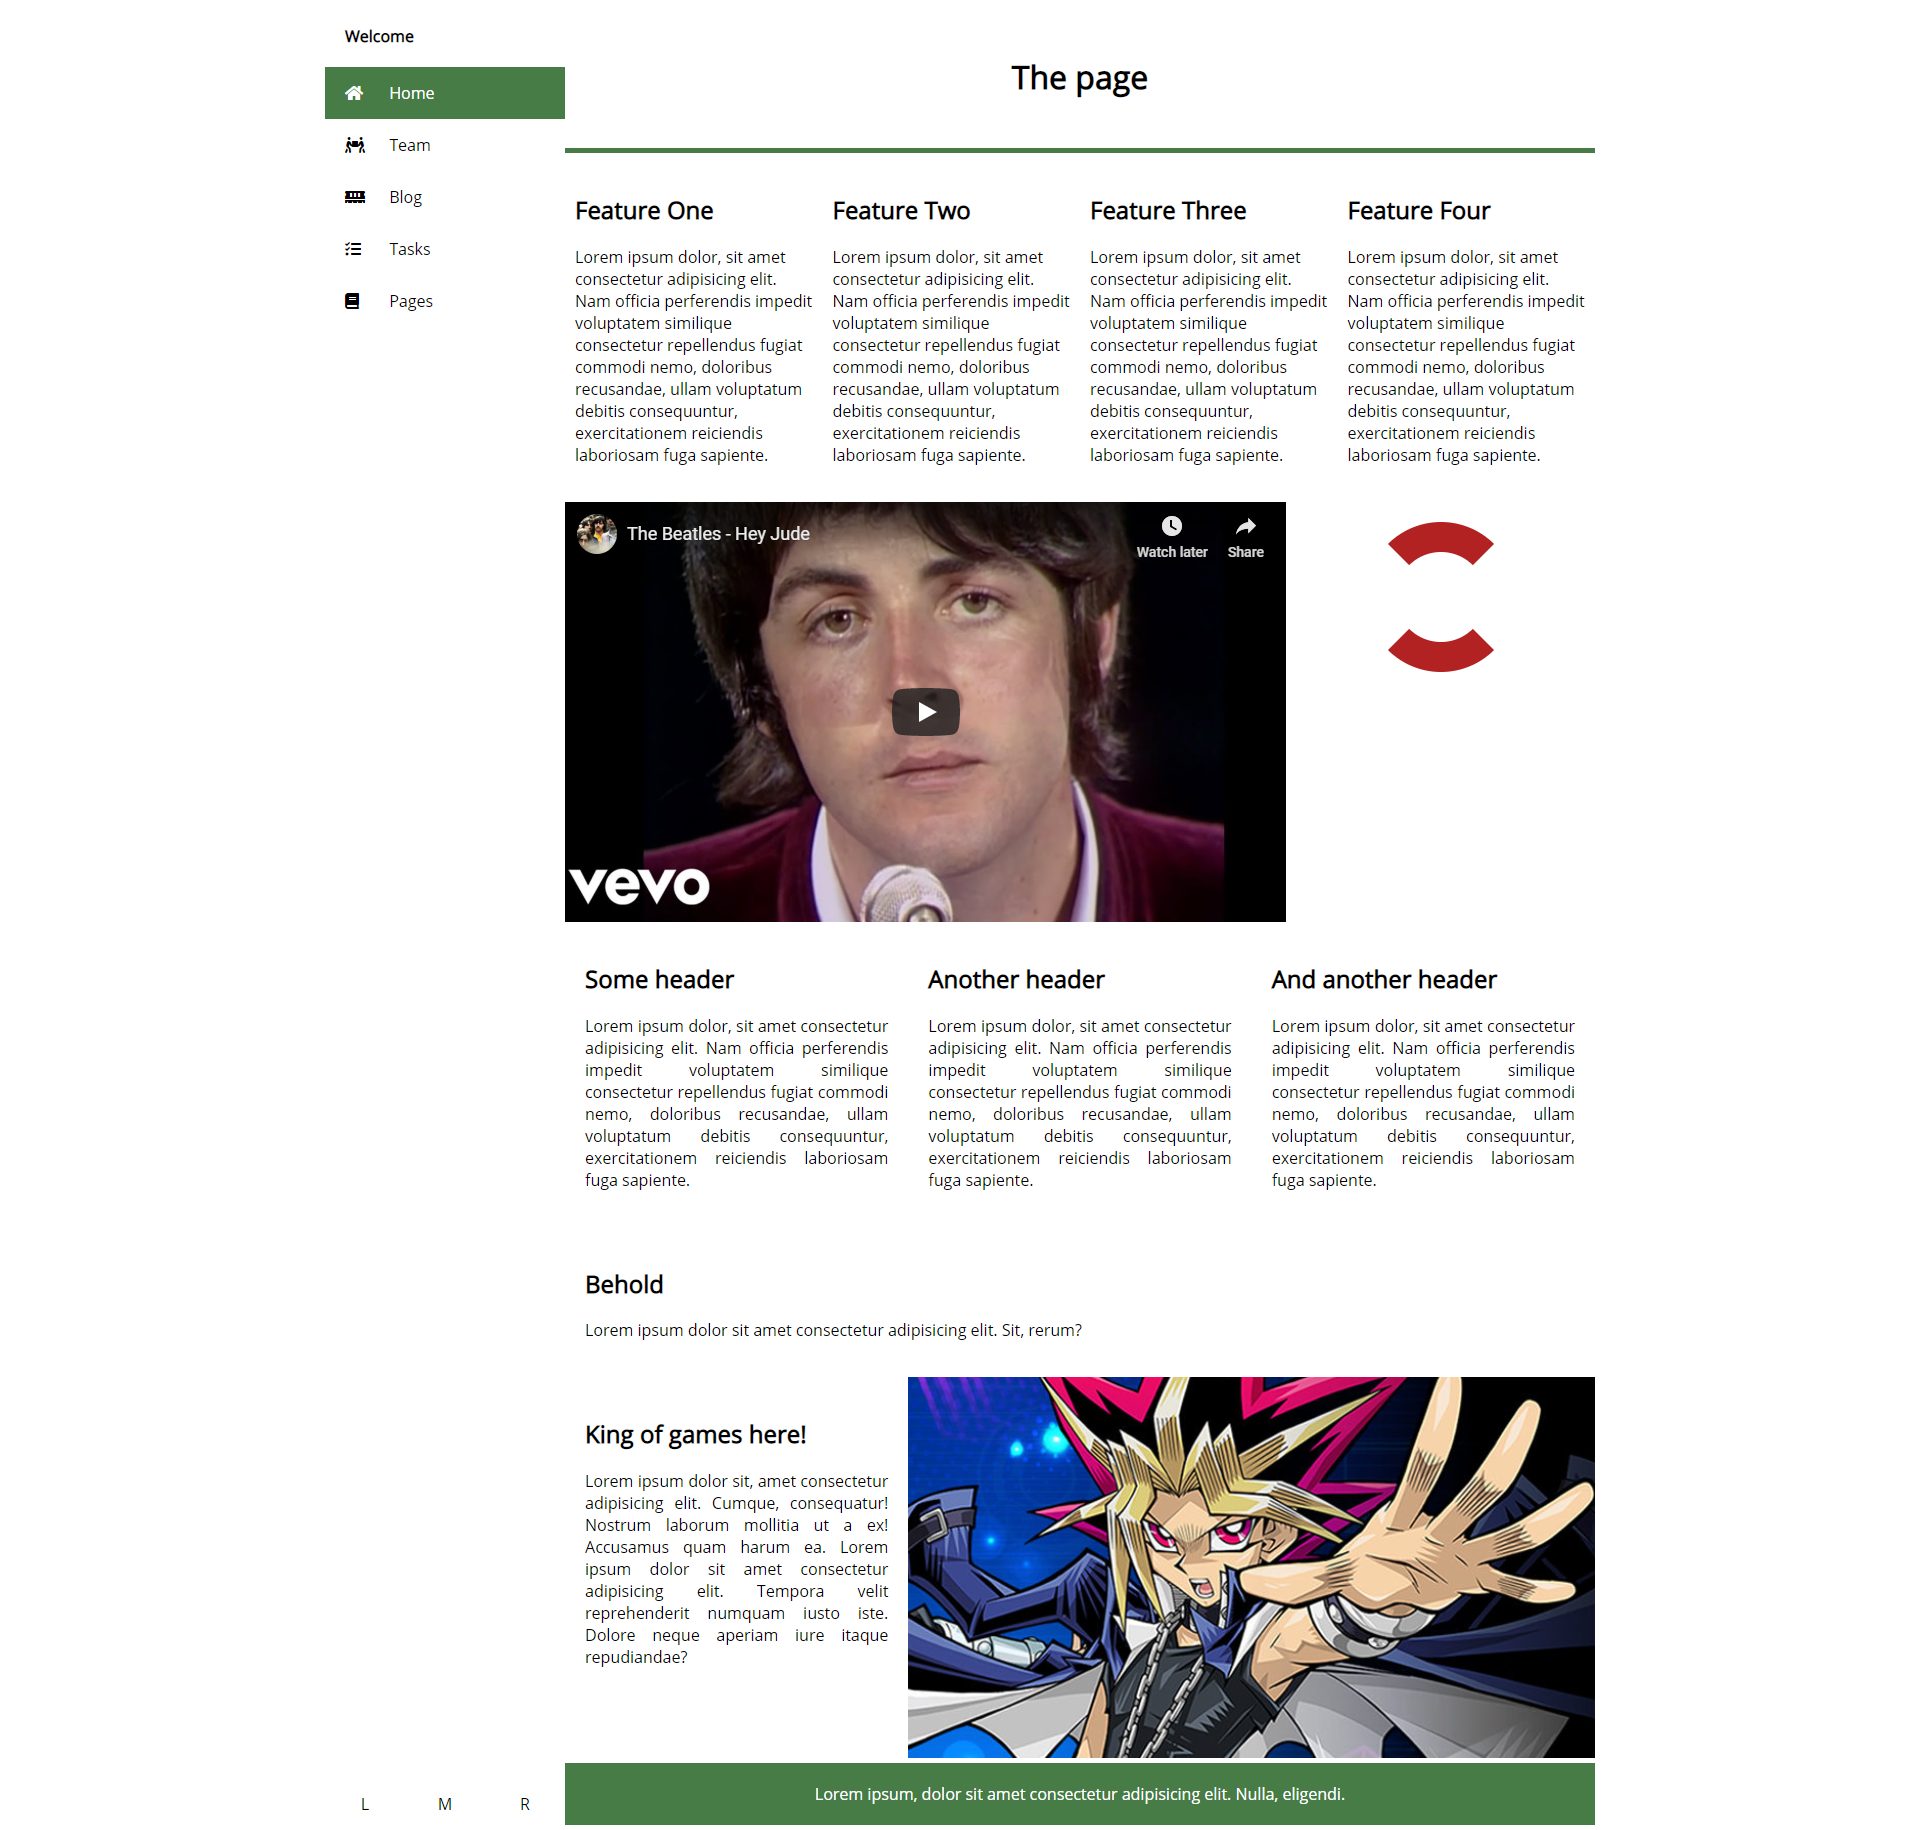 Welcome
Home
Team
Blog
Tasks
Pages
The page
Feature One
Lorem ipsum dolor, sit amet
consectetur adipisicing elit.
Nam officia perferendis impedit
voluptatem similique
consectetur repellendus fugiat
commodi nemo, doloribus
recusandae, ullam voluptatum
debitis consequuntur,
exercitationem reiciendis
laboriosam fuga sapiente.
Feature Two
Lorem ipsum dolor, sit amet
consectetur adipisicing elit.
Nam officia perferendis impedit
voluptatem similique
consectetur repellendus fugiat
commodi nemo, doloribus
recusandae, ullam voluptatum
debitis consequuntur,
exercitationem reiciendis
laboriosam fuga sapiente.
Feature Three
Lorem ipsum dolor, sit amet
consectetur adipisicing elit.
Nam officia perferendis impedit
voluptatem similique
consectetur repellendus fugiat
commodi nemo, doloribus
recusandae, ullam voluptatum
debitis consequuntur,
exercitationem reiciendis
laboriosam fuga sapiente.
Feature Four
Lorem ipsum dolor, sit amet
consectetur adipisicing elit.
Nam officia perferendis impedit
voluptatem similique
consectetur repellendus fugiat
commodi nemo, doloribus
recusandae, ullam voluptatum
debitis consequuntur,
exercitationem reiciendis
laboriosam fuga sapiente.
The Beatles - Hey Jude
Watch later
Share
vevo
Some header
Lorem ipsum dolor, sit amet consectetur
adipisicing elit. Nam officia perferendis
impedit voluptatem similique
consectetur repellendus fugiat commodi
nemo, doloribus recusandae, ullam
voluptatum debitis consequuntur,
exercitationem reiciendis laboriosam
fuga sapiente.
Another header
Lorem ipsum dolor, sit amet consectetur
adipisicing elit. Nam officia perferendis
impedit voluptatem similique
consectetur repellendus fugiat commodi
nemo, doloribus recusandae, ullam
voluptatum debitis consequuntur,
exercitationem reiciendis laboriosam
fuga sapiente.
And another header
Lorem ipsum dolor, sit amet consectetur
adipisicing elit. Nam officia perferendis
impedit voluptatem similique
consectetur repellendus fugiat commodi
nemo, doloribus recusandae, ullam
voluptatum debitis consequuntur,
exercitationem reiciendis laboriosam
fuga sapiente.
Behold
Lorem ipsum dolor sit amet consectetur adipisicing elit. Sit, rerum?
King of games here!
Lorem ipsum dolor sit, amet consectetur
adipisicing elit. Cumque, consequatur!
Nostrum laborum mollitia ut a ex!
Accusamus quam harum ea. Lorem
ipsum dolor sit amet consectetur
adipisicing elit. Tempora velit
reprehenderit numquam iusto iste.
Dolore neque aperiam iure itaque
repudiandae?
L M R
Lorem ipsum, dolor sit amet consectetur adipisicing elit. Nulla, eligendi.